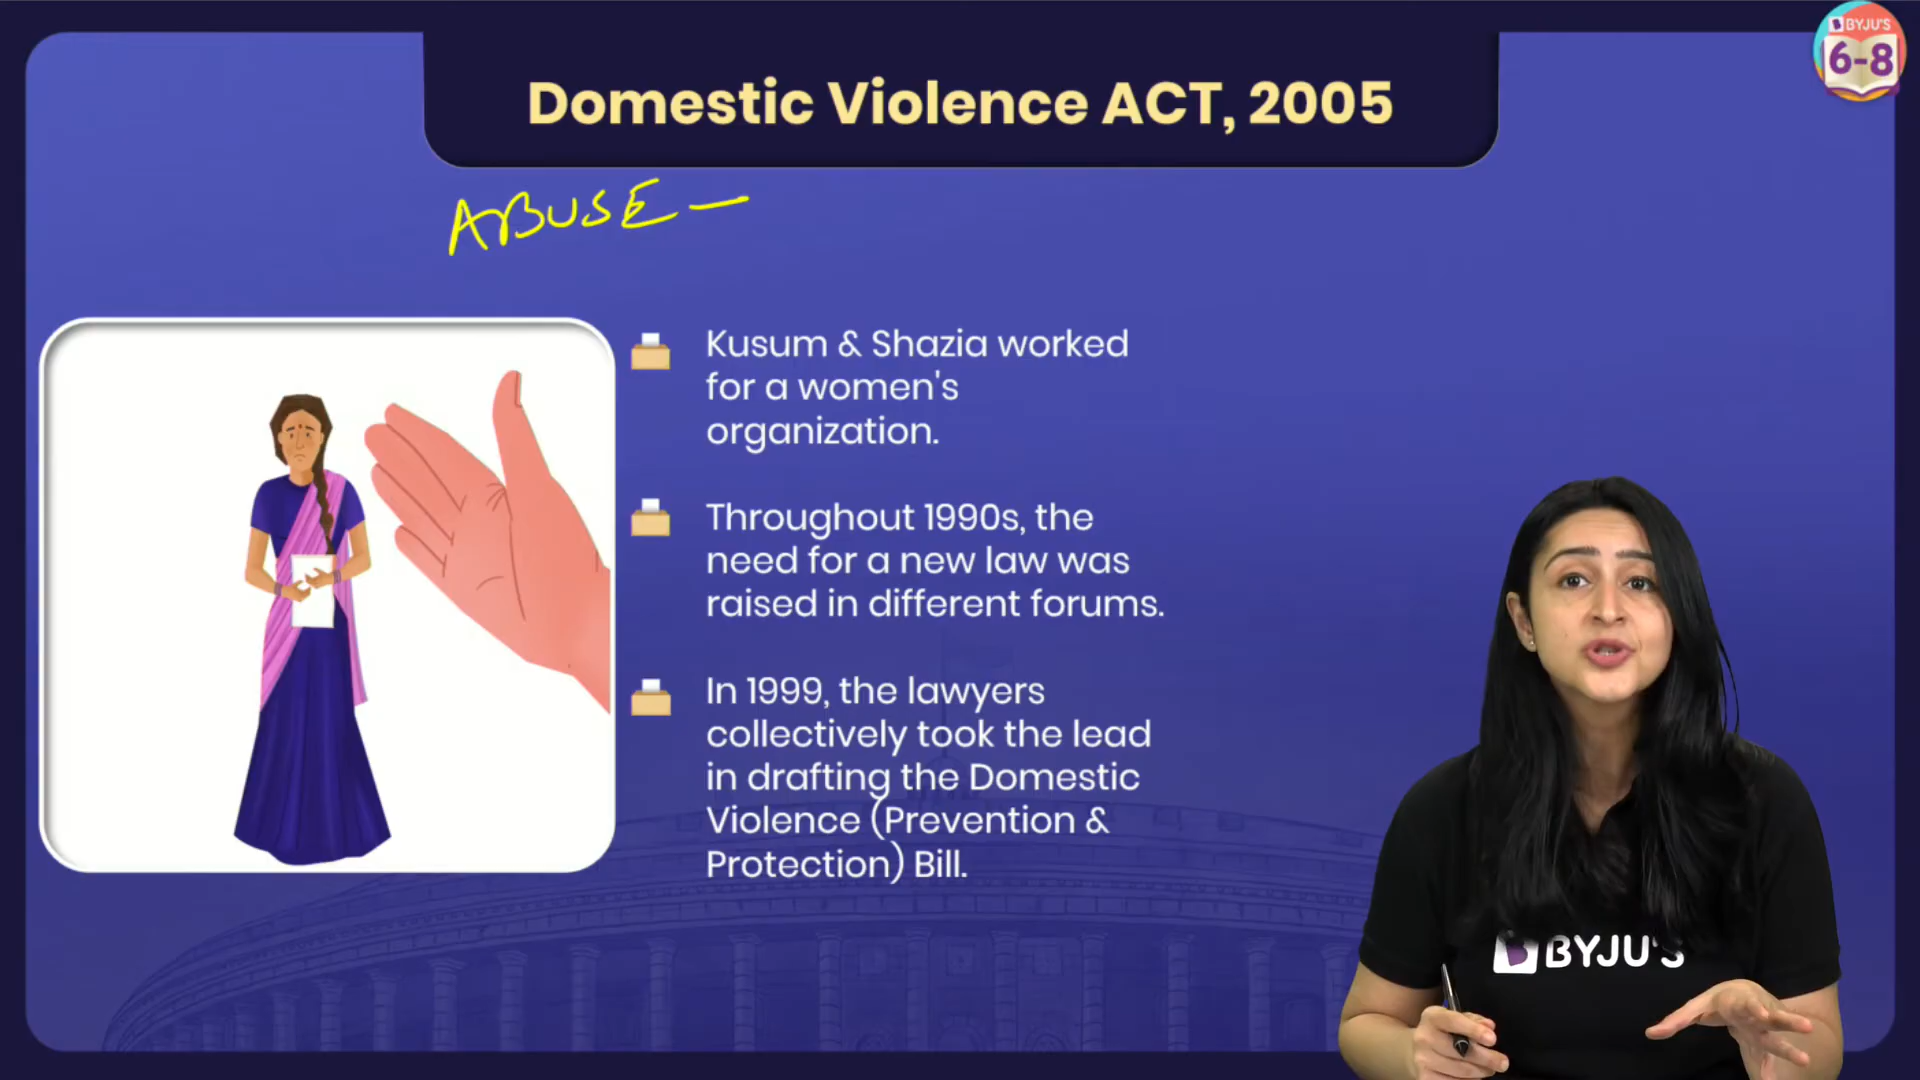 BYJU'S
6-8
Domestic Violence ACT, 2005
ABUSE —
Kusum & Shazia worked
for a women's
organization.
Throughout 1990s, the
need for a new law was
raised in different forums.
In 1999, the lawyers
collectively took the lead
in drafting the Domestic
Violence (Prevention &
Protection) Bill.
BYJU'S